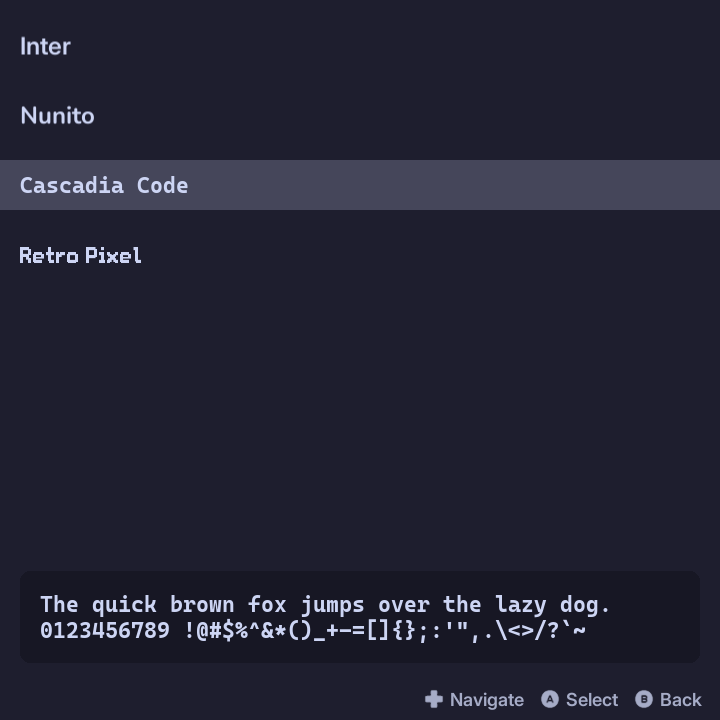 Inter
Nunito
Cascadia Code
Retro Pixel
The quick brown fox jumps over the lazy dog.
0123456789 !@#$%^&*()_+-=[]{};:'",.\<>/?`~
Navigate A Select B Back